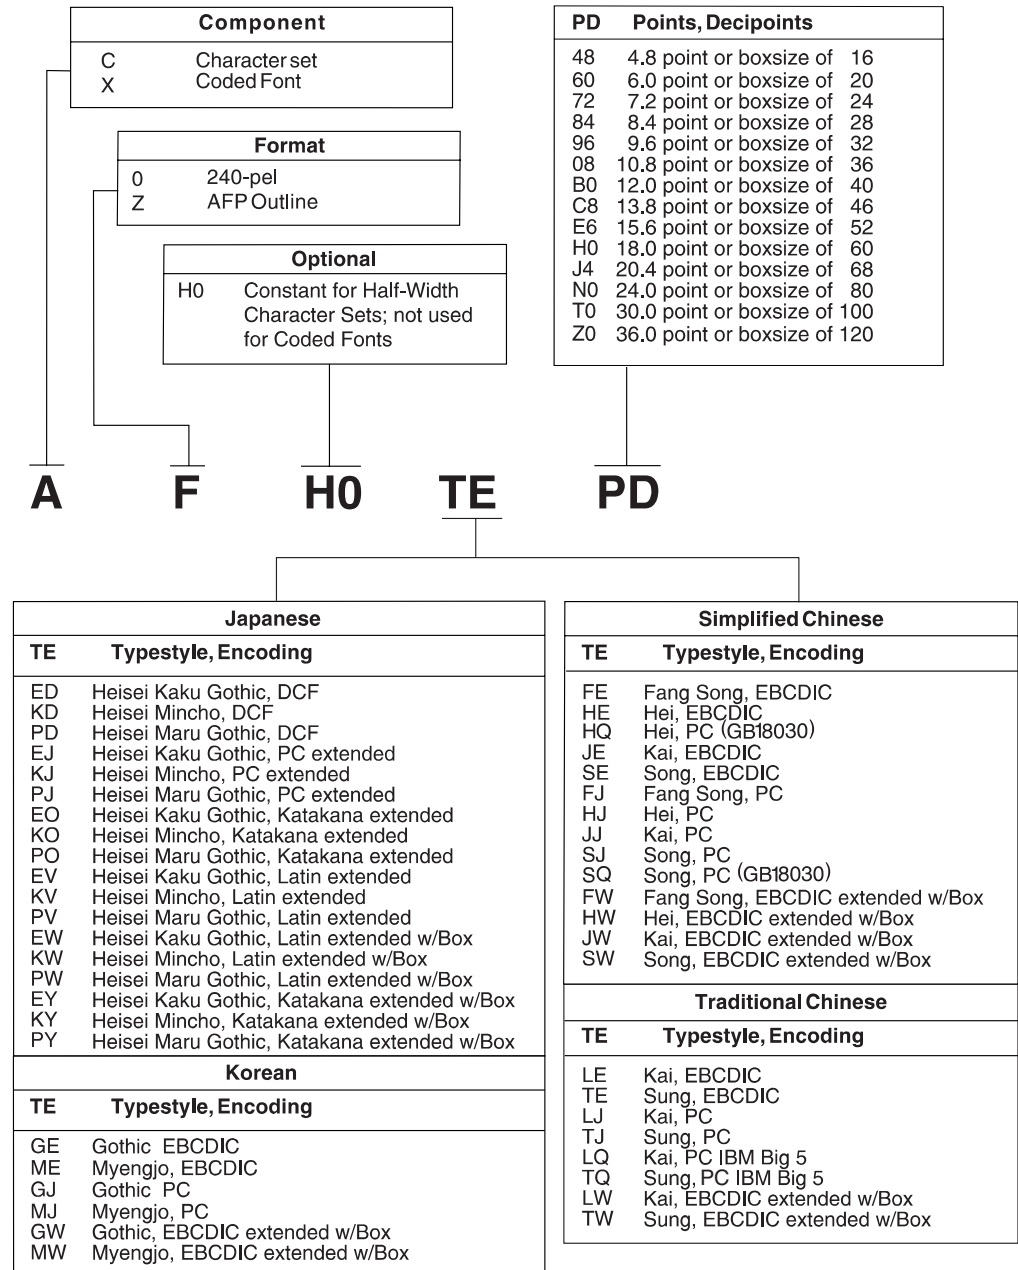 Component
C Character set
X Coded Font
Format
0 240-pel
Z AFP Outline
Optional
H0 Constant for Half-Width
Character Sets; not used
for Coded Fonts
PD Points, Decipoints
48 4.8 point or boxsize of 16
60 6.0 point or boxsize of 20
72 7.2 point or boxsize of 24
84 8.4 point or boxsize of 28
96 9.6 point or boxsize of 32
08 10.8 point or boxsize of 36
B0 12.0 point or boxsize of 40
C8 13.8 point or boxsize of 46
E6 15.6 point or boxsize of 52
H0 18.0 point or boxsize of 60
J4 20.4 point or boxsize of 68
N0 24.0 point or boxsize of 80
T0 30.0 point or boxsize of 100
Z0 36.0 point or boxsize of 120
A F H0 TE PD
Japanese
TE Typestyle, Encoding
ED Heisei Kaku Gothic, DCF
KD Heisei Mincho, DCF
PD Heisei Maru Gothic, DCF
EJ Heisei Kaku Gothic, PC extended
KJ Heisei Mincho, PC extended
PJ Heisei Maru Gothic, PC extended
EO Heisei Kaku Gothic, Katakana extended
KO Heisei Mincho, Katakana extended
PO Heisei Maru Gothic, Katakana extended
EV Heisei Kaku Gothic, Latin extended
KV Heisei Mincho, Latin extended
PV Heisei Maru Gothic, Latin extended
EW Heisei Kaku Gothic, Latin extended w/Box
KW Heisei Mincho, Latin extended w/Box
PW Heisei Maru Gothic, Latin extended w/Box
EY Heisei Kaku Gothic, Katakana extended w/Box
KY Heisei Mincho, Katakana extended w/Box
PY Heisei Maru Gothic, Katakana extended w/Box
Korean
TE Typestyle, Encoding
GE Gothic EBCDIC
ME Myengjo, EBCDIC
GJ Gothic PC
MJ Myengjo, PC
GW Gothic, EBCDIC extended w/Box
MW Myengjo, EBCDIC extended w/Box
Simplified Chinese
TE Typestyle, Encoding
FE Fang Song, EBCDIC
HE Hei, EBCDIC
HQ Hei, PC (GB18030)
JE Kai, EBCDIC
SE Song, EBCDIC
FJ Fang Song, PC
HJ Hei, PC
JJ Kai, PC
SJ Song, PC
SQ Song, PC (GB18030)
FW Fang Song, EBCDIC extended w/Box
HW Hei, EBCDIC extended w/Box
JW Kai, EBCDIC extended w/Box
SW Song, EBCDIC extended w/Box
Traditional Chinese
TE Typestyle, Encoding
LE Kai, EBCDIC
TE Sung, EBCDIC
LJ Kai, PC
TJ Sung, PC
LQ Kai, PC IBM Big 5
TQ Sung, PC IBM Big 5
LW Kai, EBCDIC extended w/Box
TW Sung, EBCDIC extended w/Box